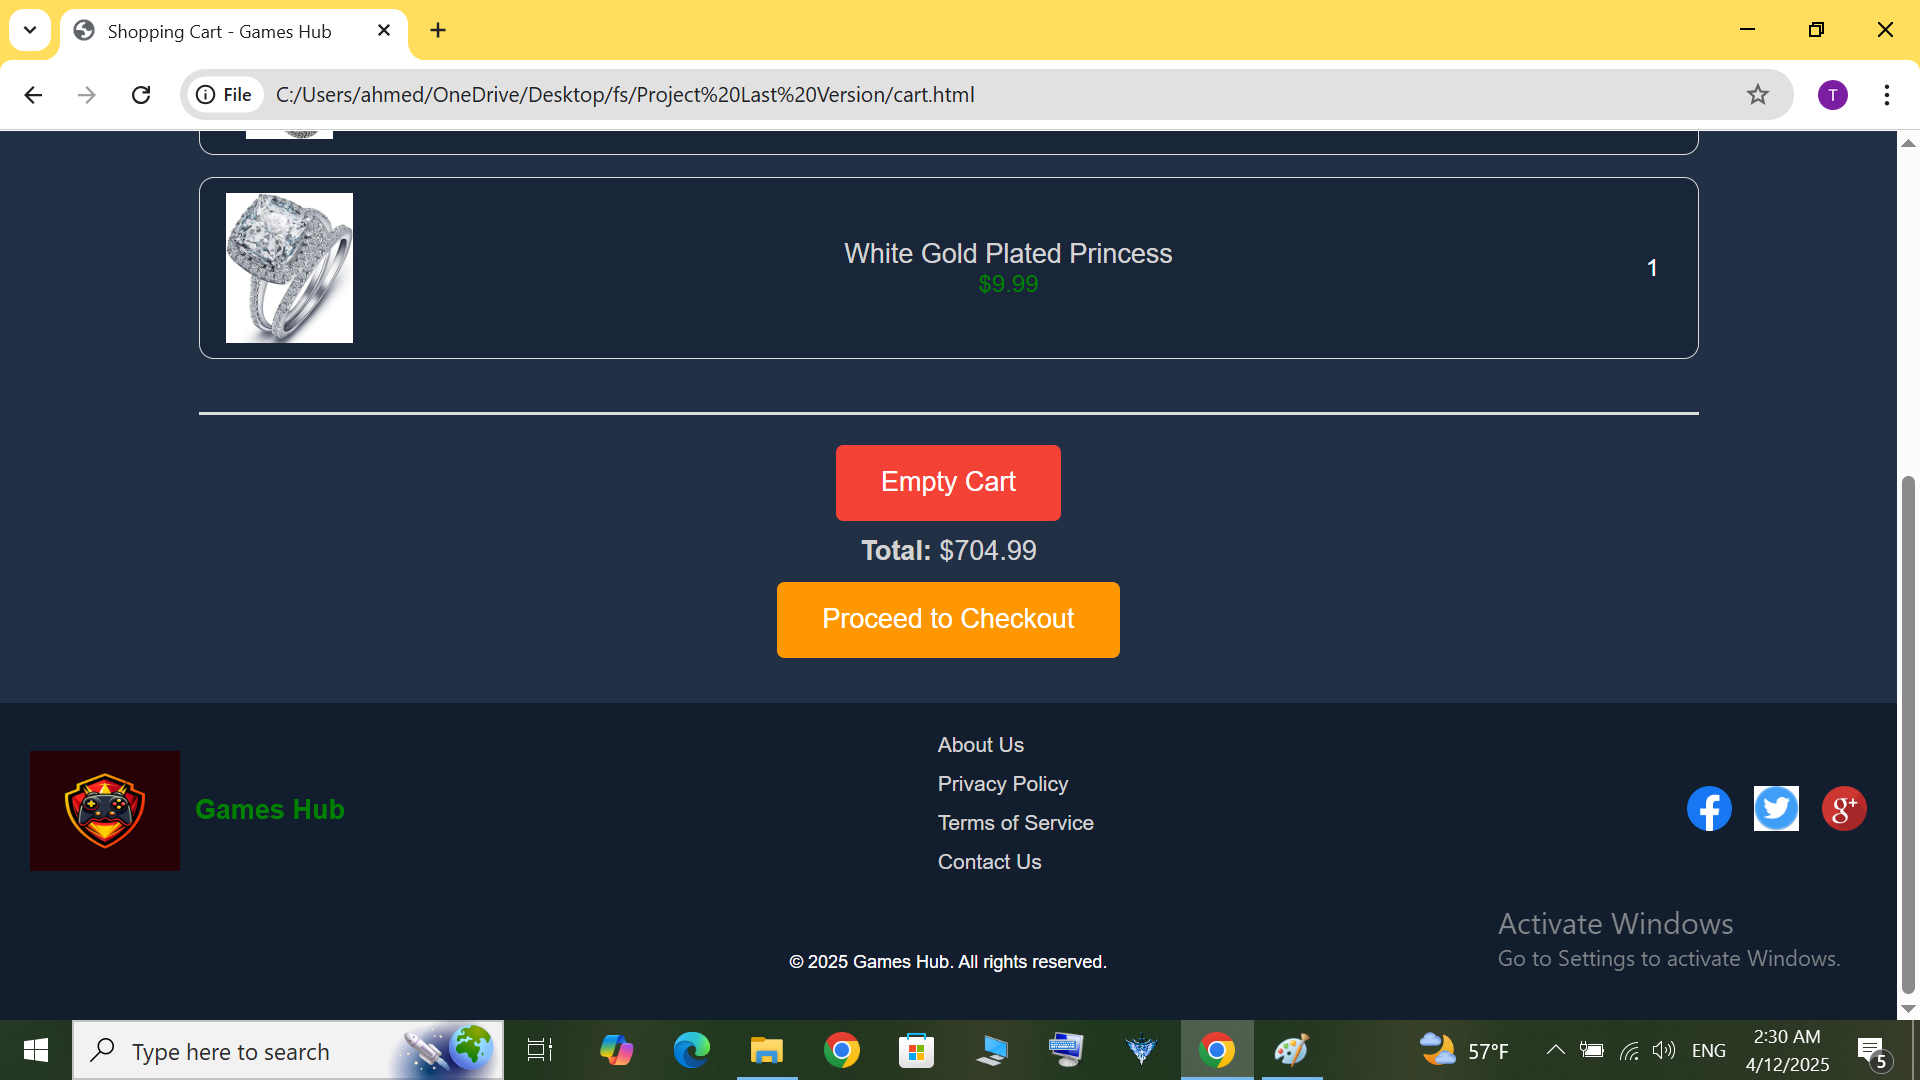 Shopping Cart - Games Hub
File
C:/Users/ahmed/OneDrive/Desktop/fs/Project%20Last%20Version/cart.html
T
White Gold Plated Princess
$9.99
1
Empty Cart
Total: $704.99
Proceed to Checkout
About Us
Privacy Policy
Terms of Service
Contact Us
Games Hub
g+
Activate Windows
Go to Settings to activate Windows.
© 2025 Games Hub. All rights reserved.
Type here to search
57°F
ENG
2:30 AM
4/12/2025
5